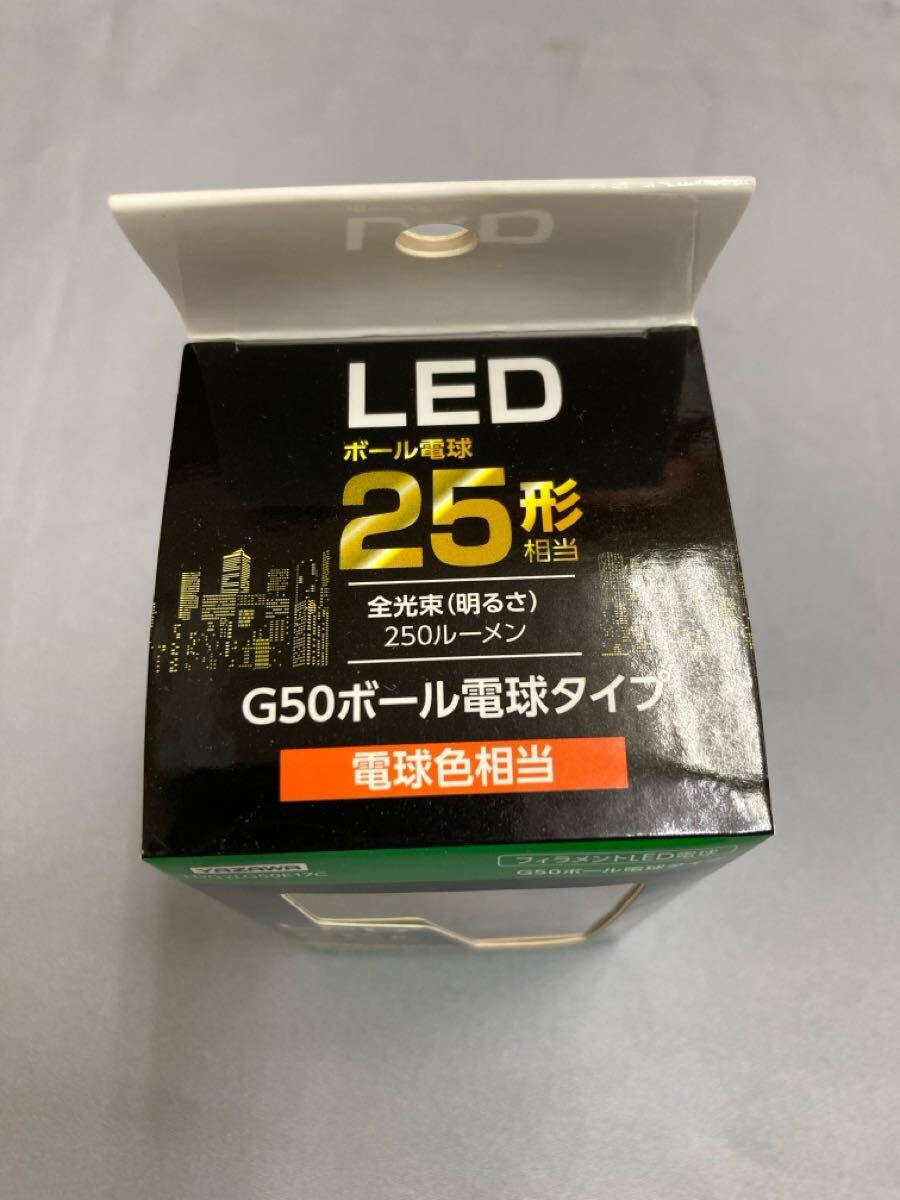 LED
ボール電球
25形
相当
全光束(明るさ)
250ルーメン
G50ボール電球タイプ
電球色相当
YAZAWA
フィラメントLED電球
G50ボール電球タイプ